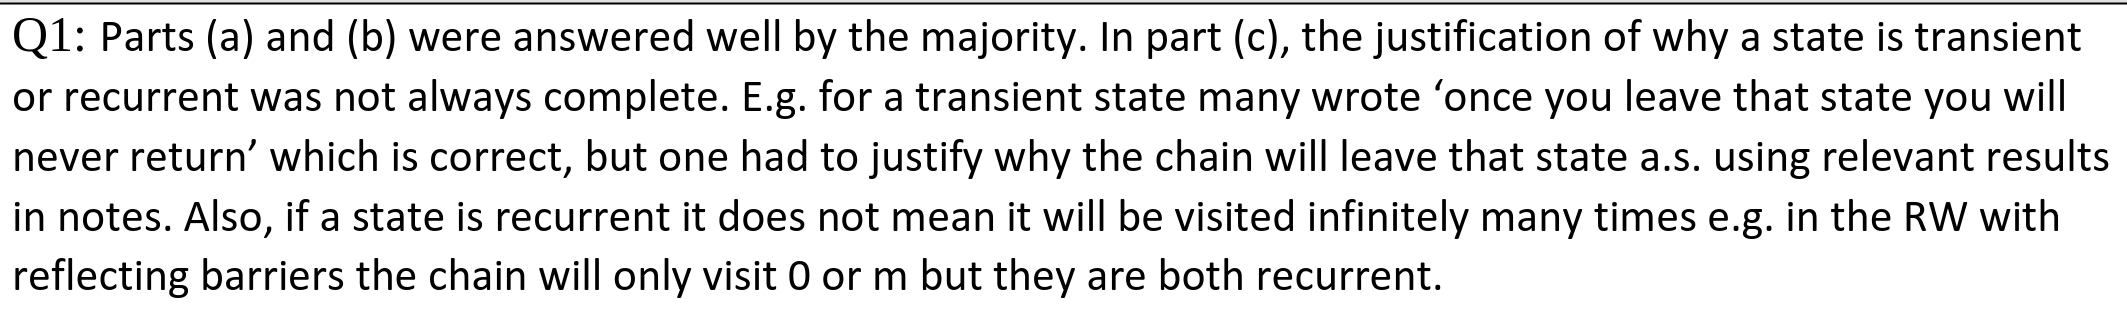 Q1: Parts (a) and (b) were answered well by the majority. In part (c), the justification of why a state is transient
or recurrent was not always complete. E.g. for a transient state many wrote ‘once you leave that state you will
never return’ which is correct, but one had to justify why the chain will leave that state a.s. using relevant results
in notes. Also, if a state is recurrent it does not mean it will be visited infinitely many times e.g. in the RW with
reflecting barriers the chain will only visit 0 or m but they are both recurrent.